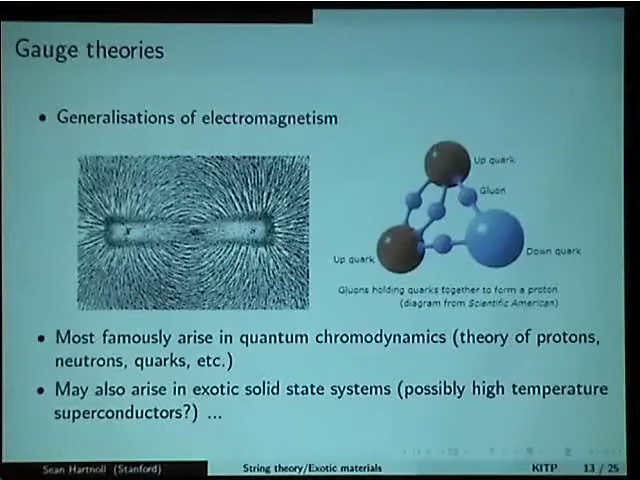 Gauge theories
• Generalisations of electromagnetism
Up quark
Gluon
Up quark
Down quark
Gluons holding quarks together to form a proton
(diagram from Scientific American)
• Most famously arise in quantum chromodynamics (theory of protons,
neutrons, quarks, etc.)
• May also arise in exotic solid state systems (possibly high temperature
superconductors?) ...
Sean Hartnoll (Stanford) String theory/Exotic materials KITP 13 / 25